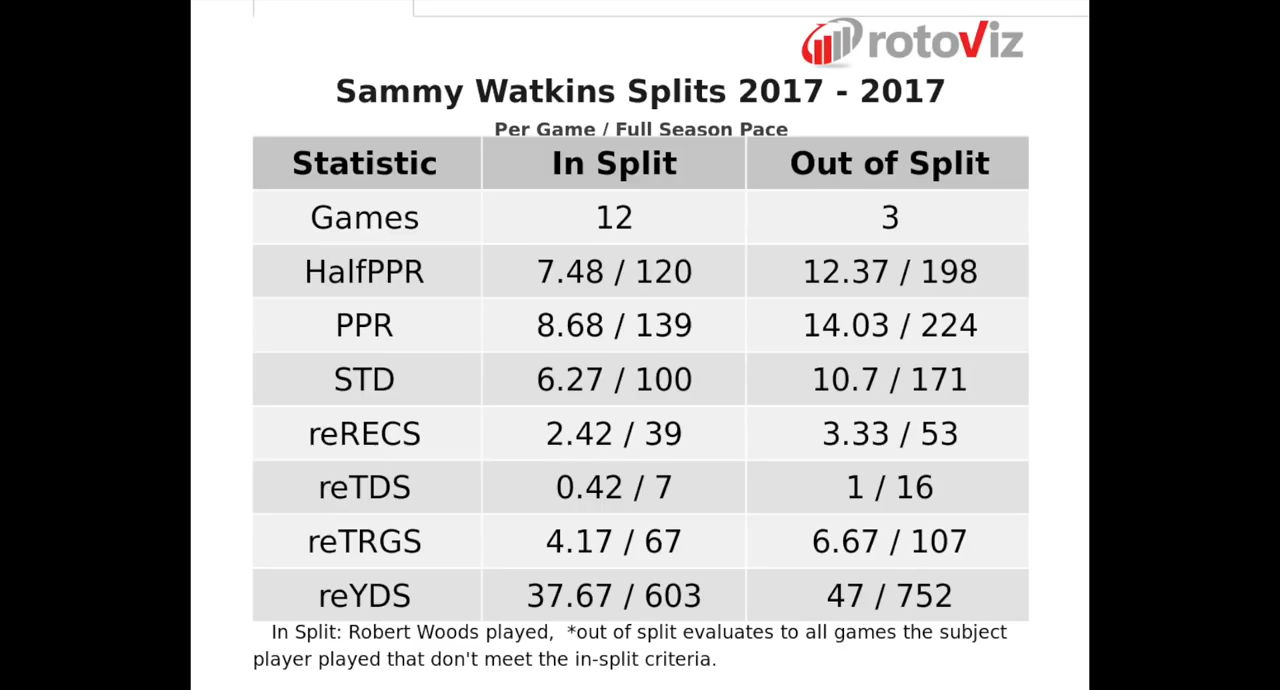 rotoViz
Sammy Watkins Splits 2017 - 2017
Per Game / Full Season Pace
Statistic In Split Out of Split
Games 12 3
HalfPPR 7.48 / 120 12.37 / 198
PPR 8.68 / 139 14.03 / 224
STD 6.27 / 100 10.7 / 171
reRECS 2.42 / 39 3.33 / 53
reTDS 0.42 / 7 1 / 16
reTRGS 4.17 / 67 6.67 / 107
reYDS 37.67 / 603 47 / 752
In Split: Robert Woods played, *out of split evaluates to all games the subject
player played that don't meet the in-split criteria.